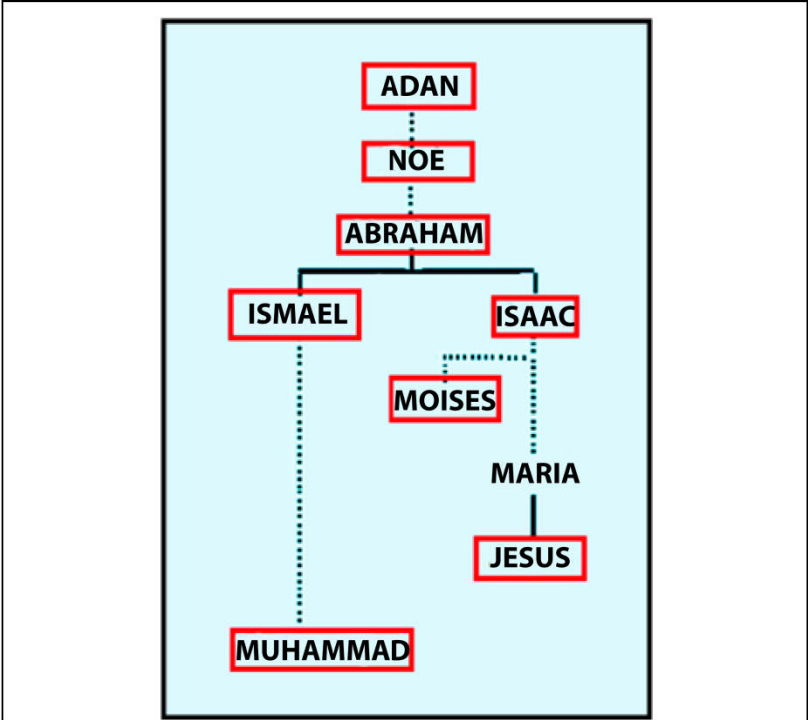 ADAN
NOE
ABRAHAM
ISMAEL
ISAAC
MOISES
MARIA
JESUS
MUHAMMAD